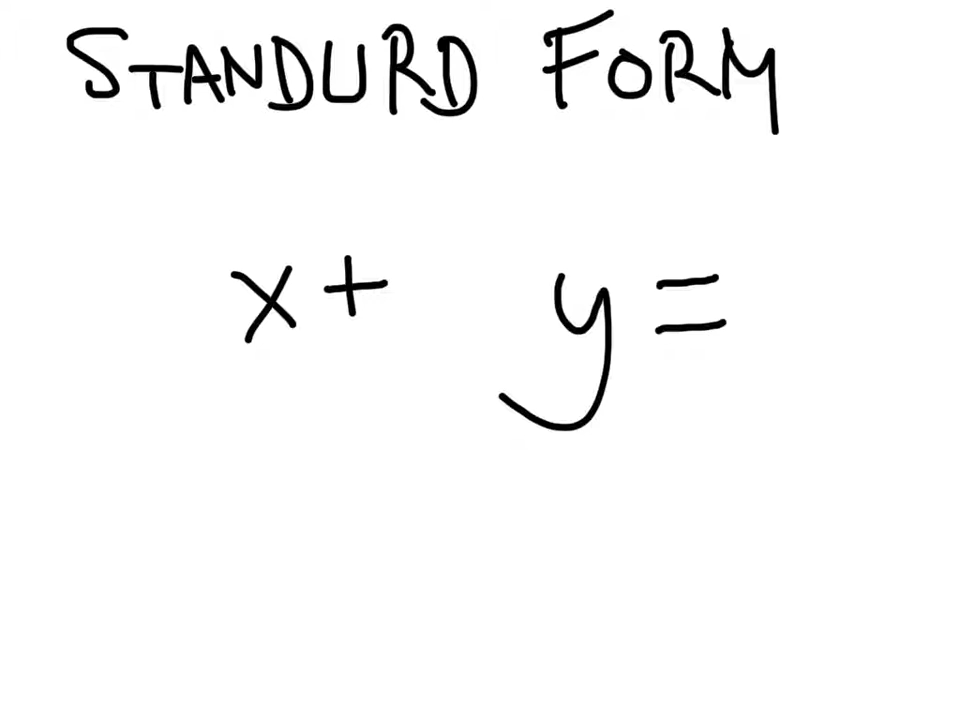 STANDURD FORM
x + y =